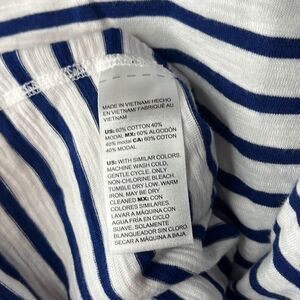 MADE IN VIETNAM/ HECHO
EN VIETNAM/ FABRIQUÉ AU
VIETNAM
US: 60% COTTON 40%
MODAL MX: 60% ALGODÓN
40% modal CA: 60% COTON
40% MODAL
US: WITH SIMILAR COLORS.
MACHINE WASH COLD,
GENTLE CYCLE. ONLY
NON-CHLORINE BLEACH.
TUMBLE DRY LOW. WARM
IRON, MAY BE DRY
CLEANED MX: CON
COLORES SIMILARES.
LAVAR A MÁQUINA CON
AGUA FRÍA EN CICLO
SUAVE. SOLAMENTE
BLANQUEADOR SIN CLORO.
SECAR A MÁQUINA A BAJA